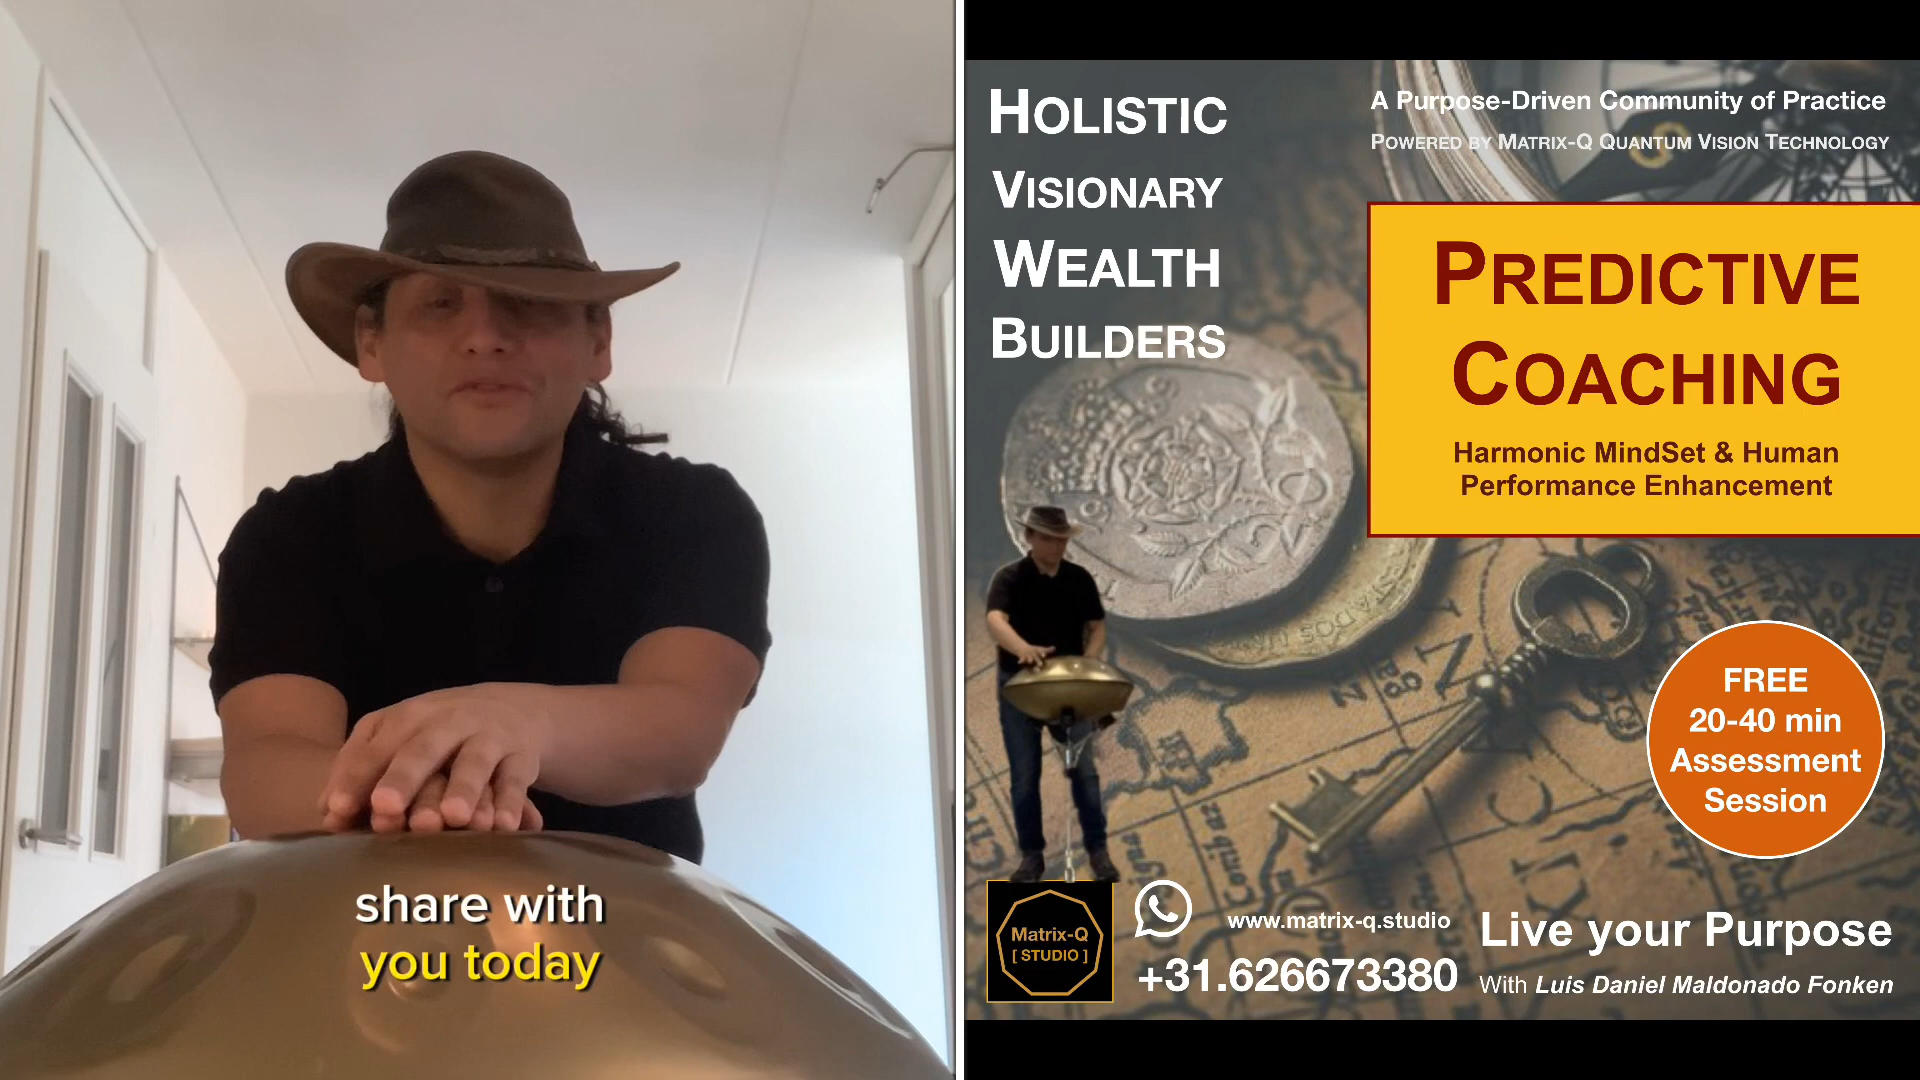 share with
you today
HOLISTIC
VISIONARY
WEALTH
BUILDERS
A Purpose-Driven Community of Practice
POWERED BY MATRIX-Q QUANTUM VISION TECHNOLOGY
PREDICTIVE
COACHING
Harmonic MindSet & Human
Performance Enhancement
FREE
20-40 min
Assessment
Session
Matrix-Q
[ STUDIO ]
www.matrix-q.studio
+31.626673380
Live your Purpose
With Luis Daniel Maldonado Fonken